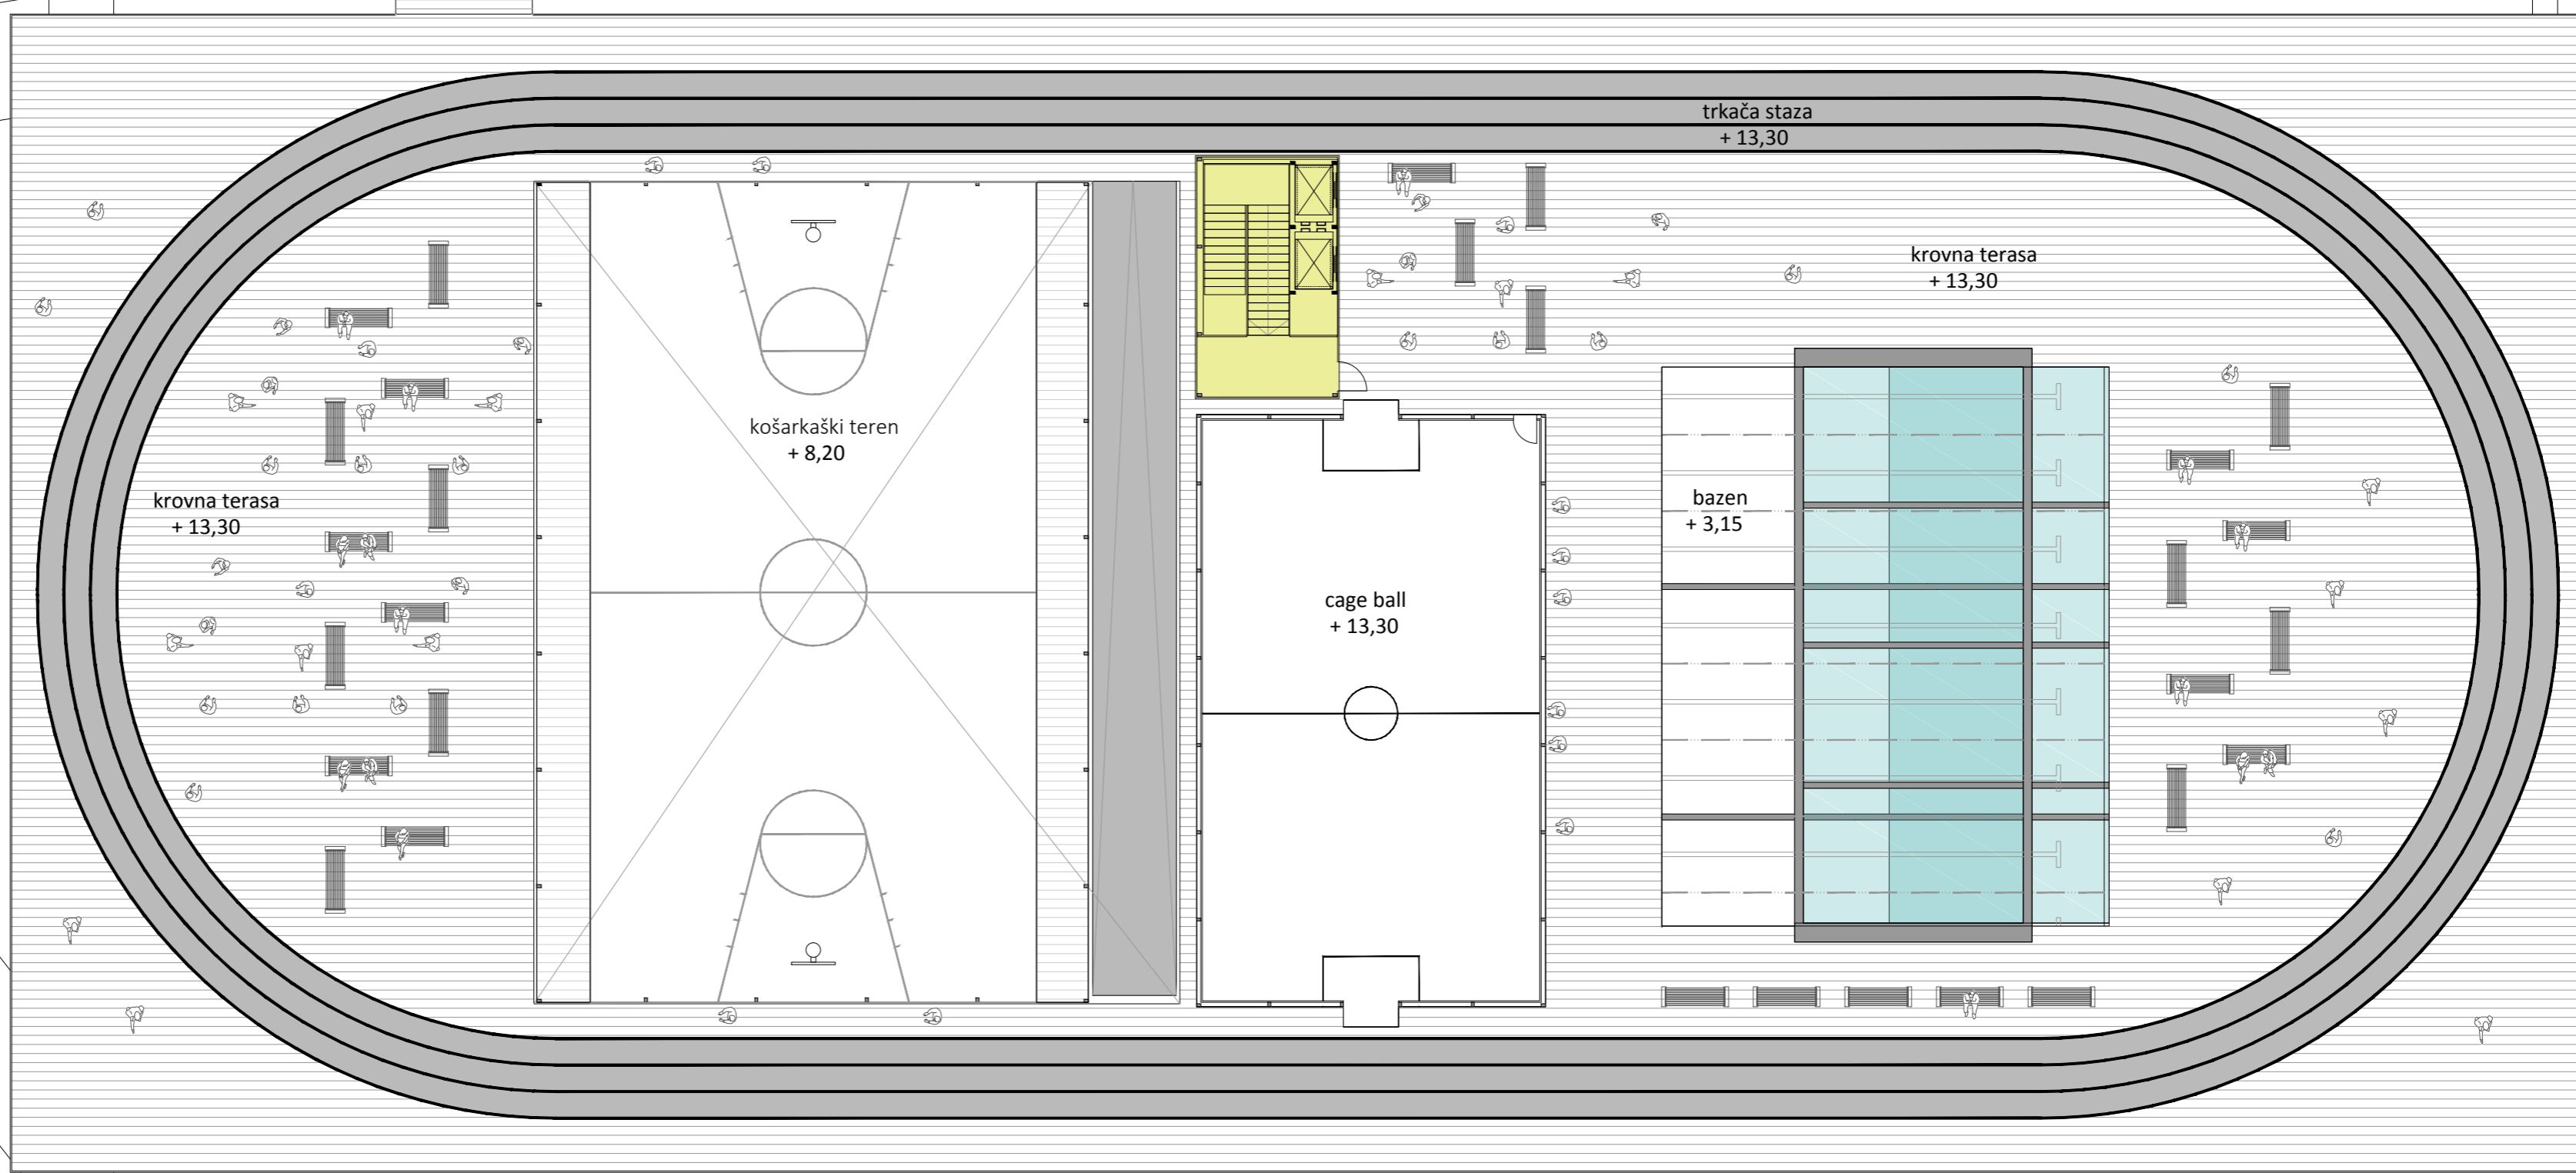 trkača staza
+ 13,30
krovna terasa
+ 13,30
košarkaški teren
+ 8,20
krovna terasa
+ 13,30
bazen
+ 3,15
cage ball
+ 13,30